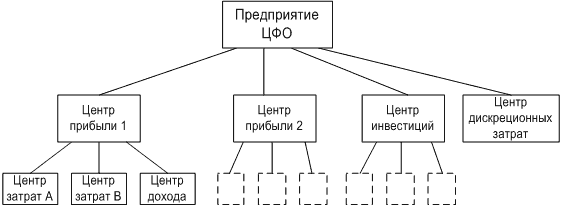 Предприятие
ЦФО
Центр
прибыли 1
Центр
прибыли 2
Центр
инвестиций
Центр
дискреционных
затрат
Центр
затрат А
Центр
затрат В
Центр
дохода